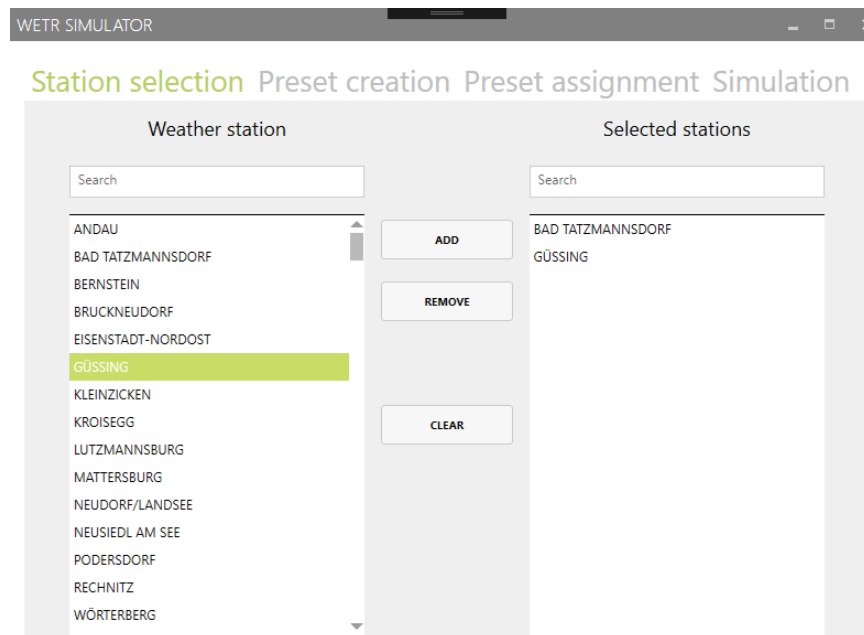 WETR SIMULATOR
Station selection Preset creation Preset assignment Simulation
Weather station
Search
ANDAU
BAD TATZMANNSDORF
BERNSTEIN
BRUCKNEUDORF
EISENSTADT-NORDOST
GÜSSING
KLEINZICKEN
KROISEGG
LUTZMANNSBURG
MATTERSBURG
NEUDORF/LANDSEE
NEUSIEDL AM SEE
PODERSDORF
RECHNITZ
WÖRTERBERG
ADD
REMOVE
CLEAR
Selected stations
Search
BAD TATZMANNSDORF
GÜSSING